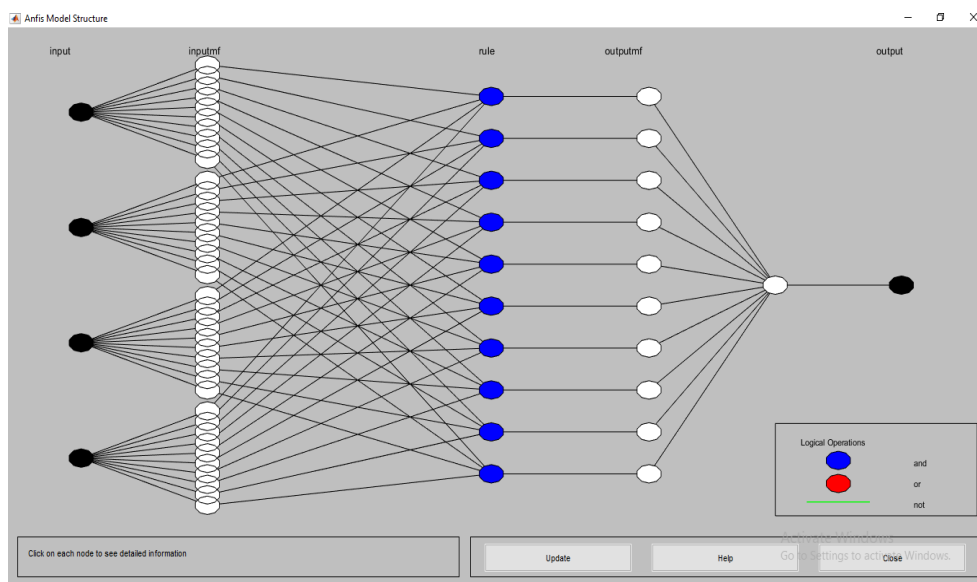 Anfis Model Structure
input inputmf rule outputmf output
Logical Operations
and
or
not
Click on each node to see detailed information
Update Help Close
Activate Windows
Go to Settings to activate Windows.